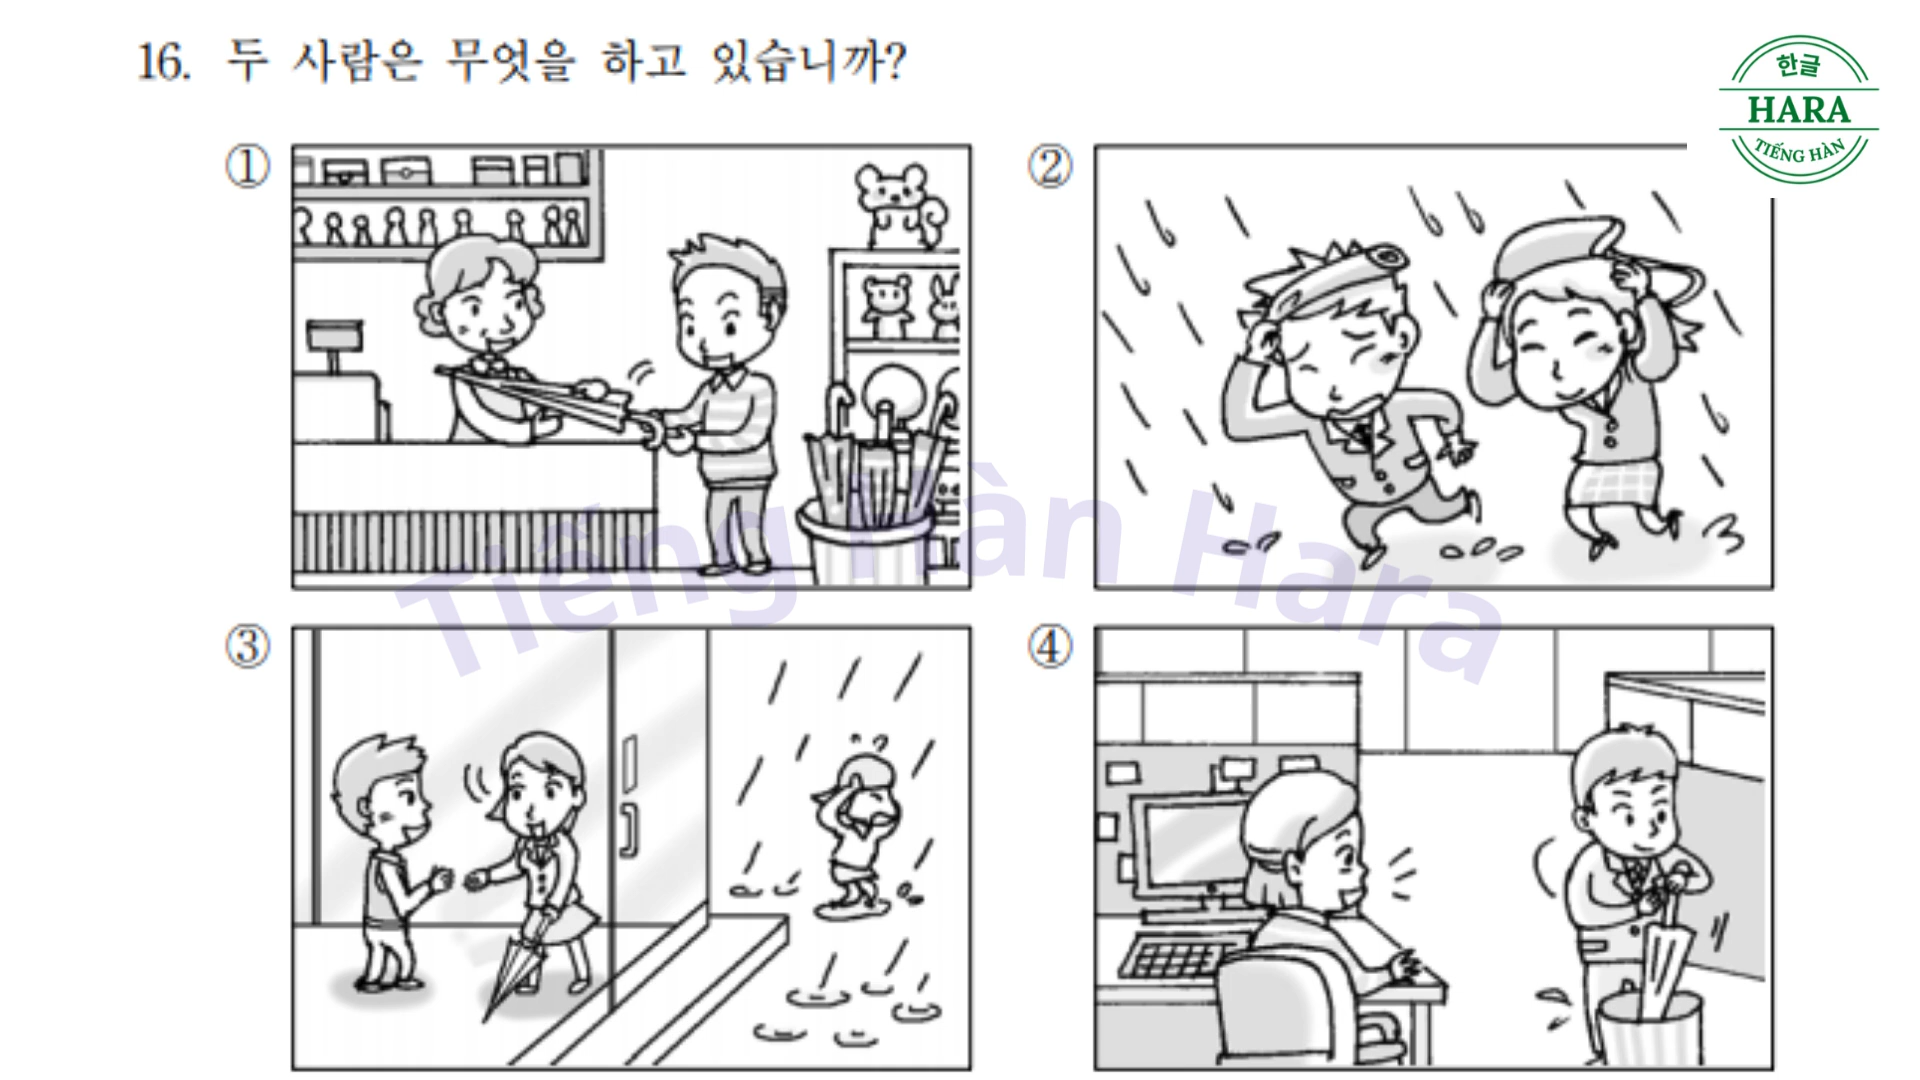 16. 두 사람은 무엇을 하고 있습니까?
한글
HARA
TIẾNG HÀN
①
②
Tiếng Hàn Hara
③
④